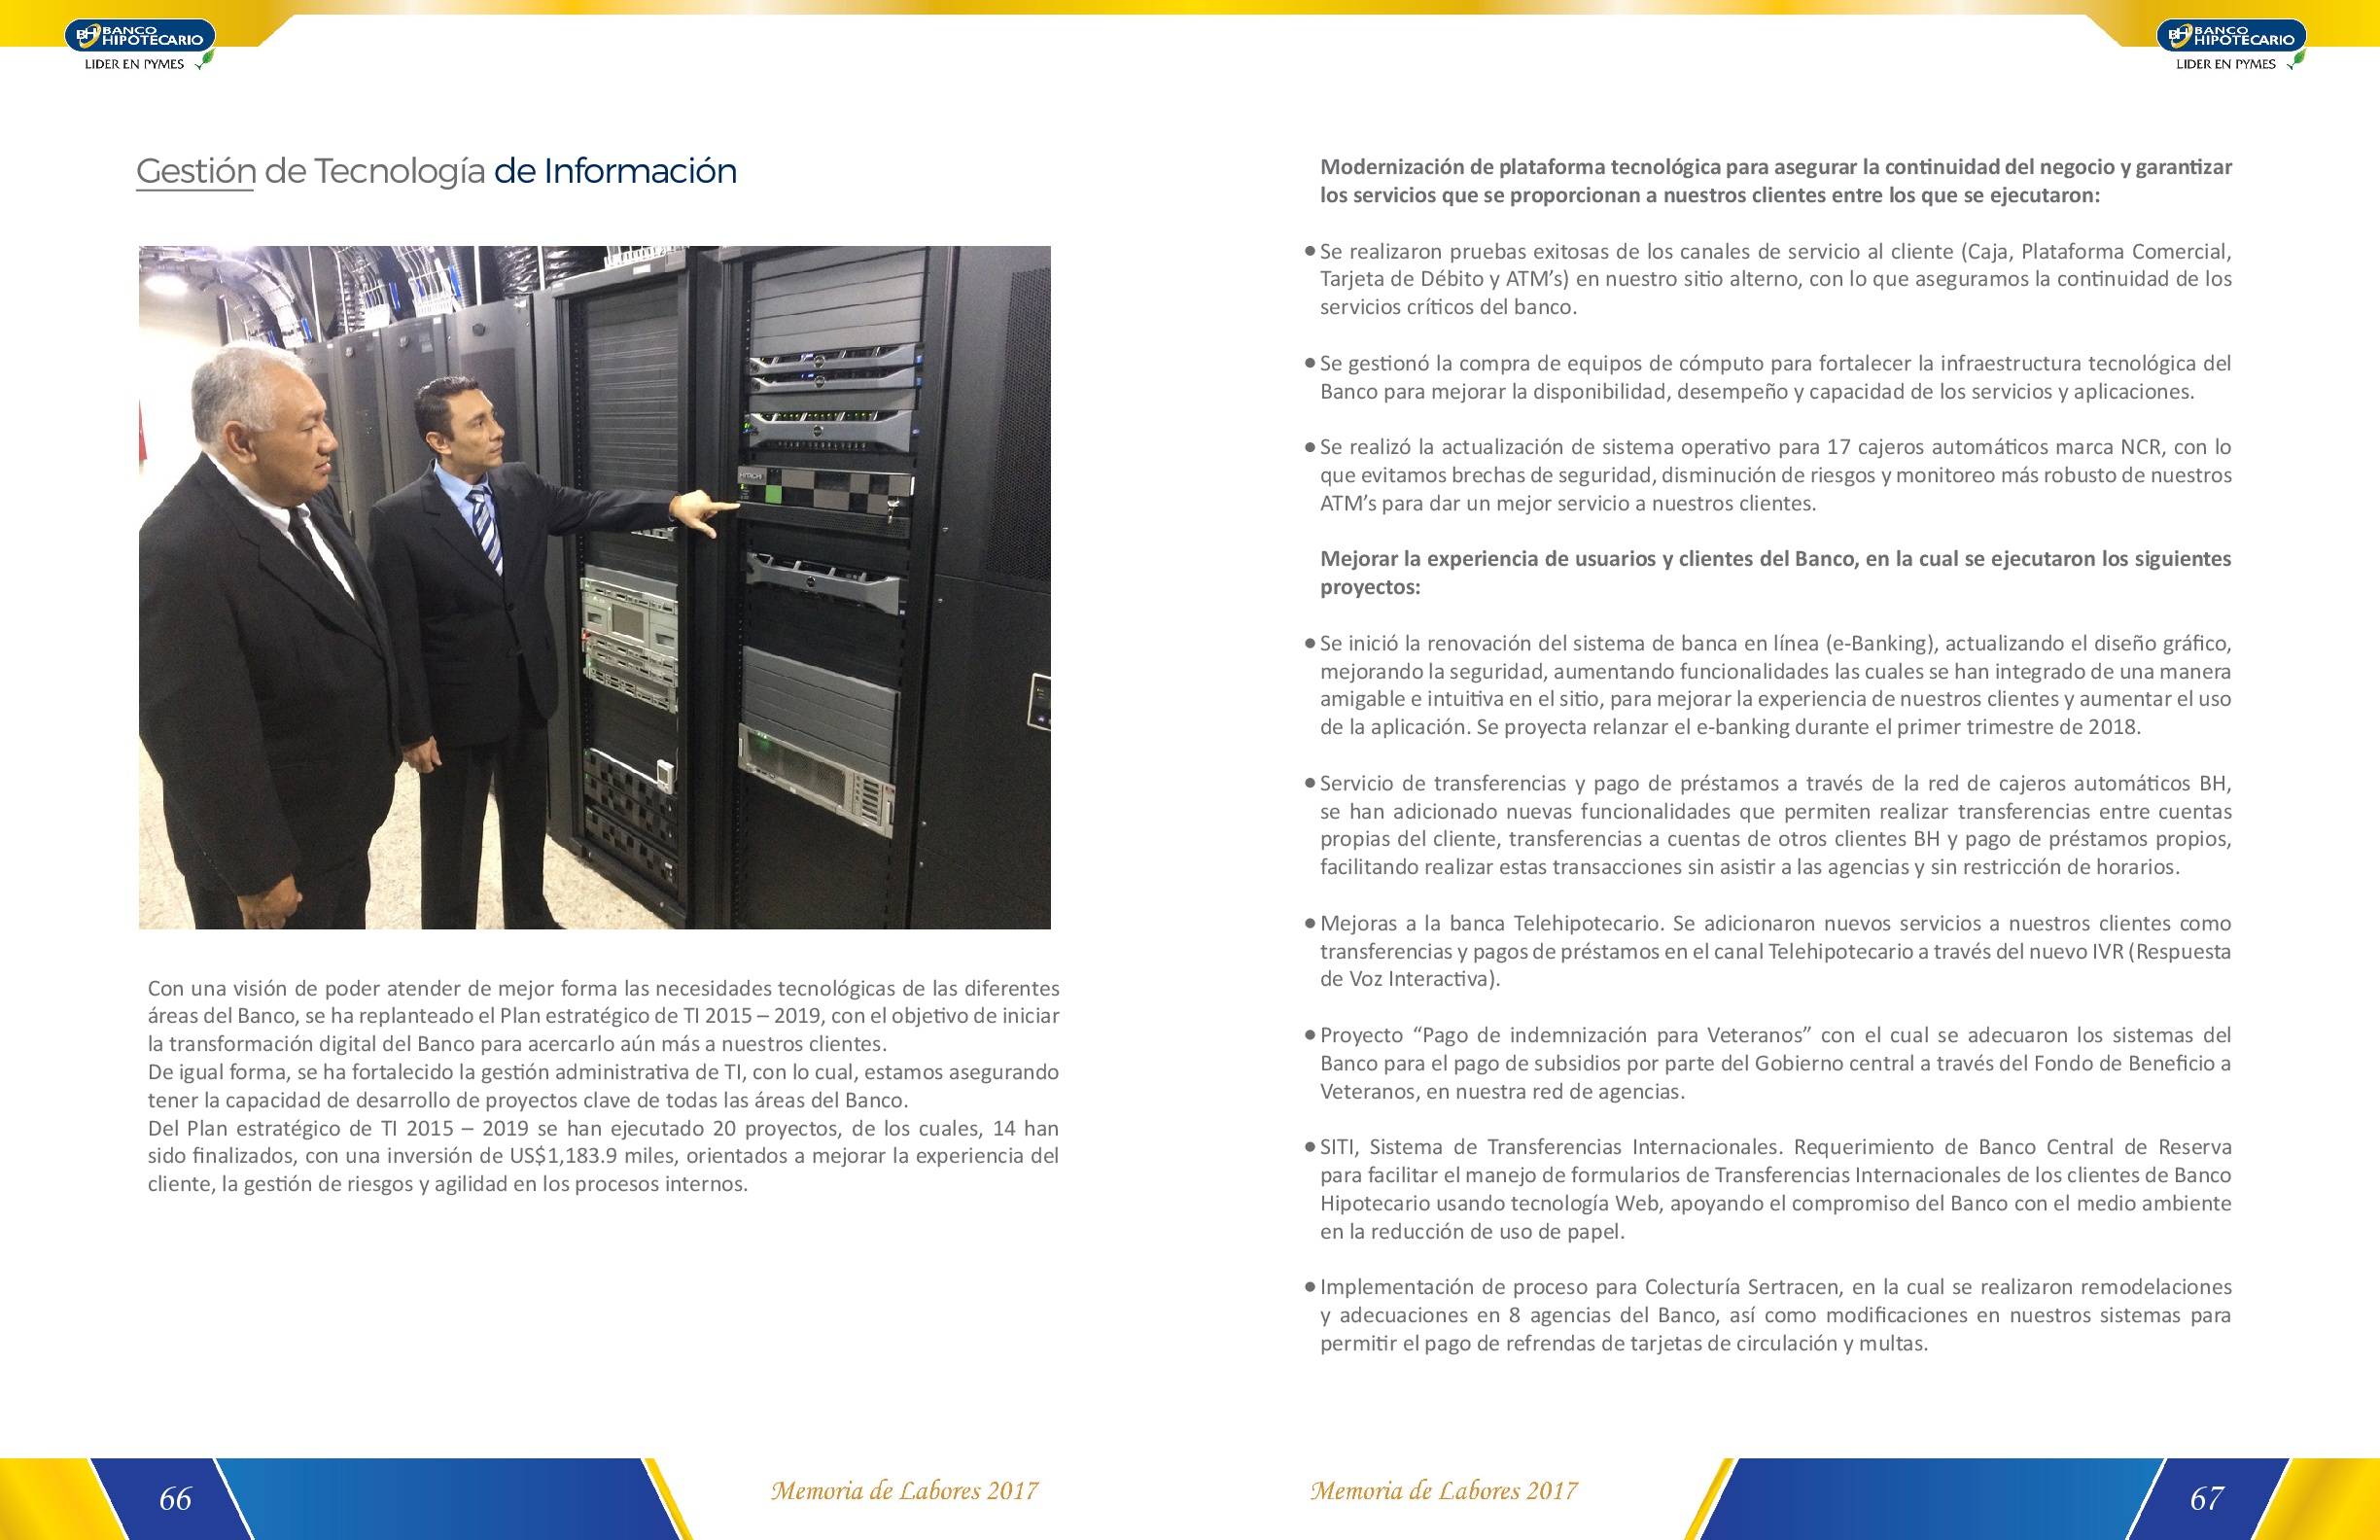 BH BANCO
HIPOTECARIO
LIDER EN PYMES
Gestión de Tecnología de Información
HITACHI
Con una visión de poder atender de mejor forma las necesidades tecnológicas de las diferentes
áreas del Banco, se ha replanteado el Plan estratégico de TI 2015 – 2019, con el objetivo de iniciar
la transformación digital del Banco para acercarlo aún más a nuestros clientes.
De igual forma, se ha fortalecido la gestión administrativa de TI, con lo cual, estamos asegurando
tener la capacidad de desarrollo de proyectos clave de todas las áreas del Banco.
Del Plan estratégico de TI 2015 – 2019 se han ejecutado 20 proyectos, de los cuales, 14 han
sido finalizados, con una inversión de US$1,183.9 miles, orientados a mejorar la experiencia del
cliente, la gestión de riesgos y agilidad en los procesos internos.
66
Memoria de Labores 2017
BH BANCO
HIPOTECARIO
LIDER EN PYMES
Modernización de plataforma tecnológica para asegurar la continuidad del negocio y garantizar
los servicios que se proporcionan a nuestros clientes entre los que se ejecutaron:
● Se realizaron pruebas exitosas de los canales de servicio al cliente (Caja, Plataforma Comercial,
Tarjeta de Débito y ATM’s) en nuestro sitio alterno, con lo que aseguramos la continuidad de los
servicios críticos del banco.
● Se gestionó la compra de equipos de cómputo para fortalecer la infraestructura tecnológica del
Banco para mejorar la disponibilidad, desempeño y capacidad de los servicios y aplicaciones.
● Se realizó la actualización de sistema operativo para 17 cajeros automáticos marca NCR, con lo
que evitamos brechas de seguridad, disminución de riesgos y monitoreo más robusto de nuestros
ATM’s para dar un mejor servicio a nuestros clientes.
Mejorar la experiencia de usuarios y clientes del Banco, en la cual se ejecutaron los siguientes
proyectos:
● Se inició la renovación del sistema de banca en línea (e-Banking), actualizando el diseño gráfico,
mejorando la seguridad, aumentando funcionalidades las cuales se han integrado de una manera
amigable e intuitiva en el sitio, para mejorar la experiencia de nuestros clientes y aumentar el uso
de la aplicación. Se proyecta relanzar el e-banking durante el primer trimestre de 2018.
● Servicio de transferencias y pago de préstamos a través de la red de cajeros automáticos BH,
se han adicionado nuevas funcionalidades que permiten realizar transferencias entre cuentas
propias del cliente, transferencias a cuentas de otros clientes BH y pago de préstamos propios,
facilitando realizar estas transacciones sin asistir a las agencias y sin restricción de horarios.
● Mejoras a la banca Telehipotecario. Se adicionaron nuevos servicios a nuestros clientes como
transferencias y pagos de préstamos en el canal Telehipotecario a través del nuevo IVR (Respuesta
de Voz Interactiva).
● Proyecto “Pago de indemnización para Veteranos” con el cual se adecuaron los sistemas del
Banco para el pago de subsidios por parte del Gobierno central a través del Fondo de Beneficio a
Veteranos, en nuestra red de agencias.
● SITI, Sistema de Transferencias Internacionales. Requerimiento de Banco Central de Reserva
para facilitar el manejo de formularios de Transferencias Internacionales de los clientes de Banco
Hipotecario usando tecnología Web, apoyando el compromiso del Banco con el medio ambiente
en la reducción de uso de papel.
● Implementación de proceso para Colecturía Sertracen, en la cual se realizaron remodelaciones
y adecuaciones en 8 agencias del Banco, así como modificaciones en nuestros sistemas para
permitir el pago de refrendas de tarjetas de circulación y multas.
Memoria de Labores 2017
67